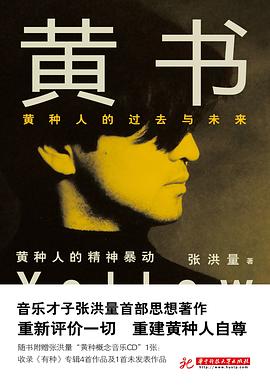 黄书
黄种人的过去与未来
黄种人的精神暴动
张洪量 著
Yellow
音乐才子张洪量首部思想著作
重新评价一切 重建黄种人自尊
随书附赠张洪量“黄种概念音乐CD”1张:
收录《有种》专辑4首作品及1首未发表作品
华中科技大学出版社
http://www.hustp.com